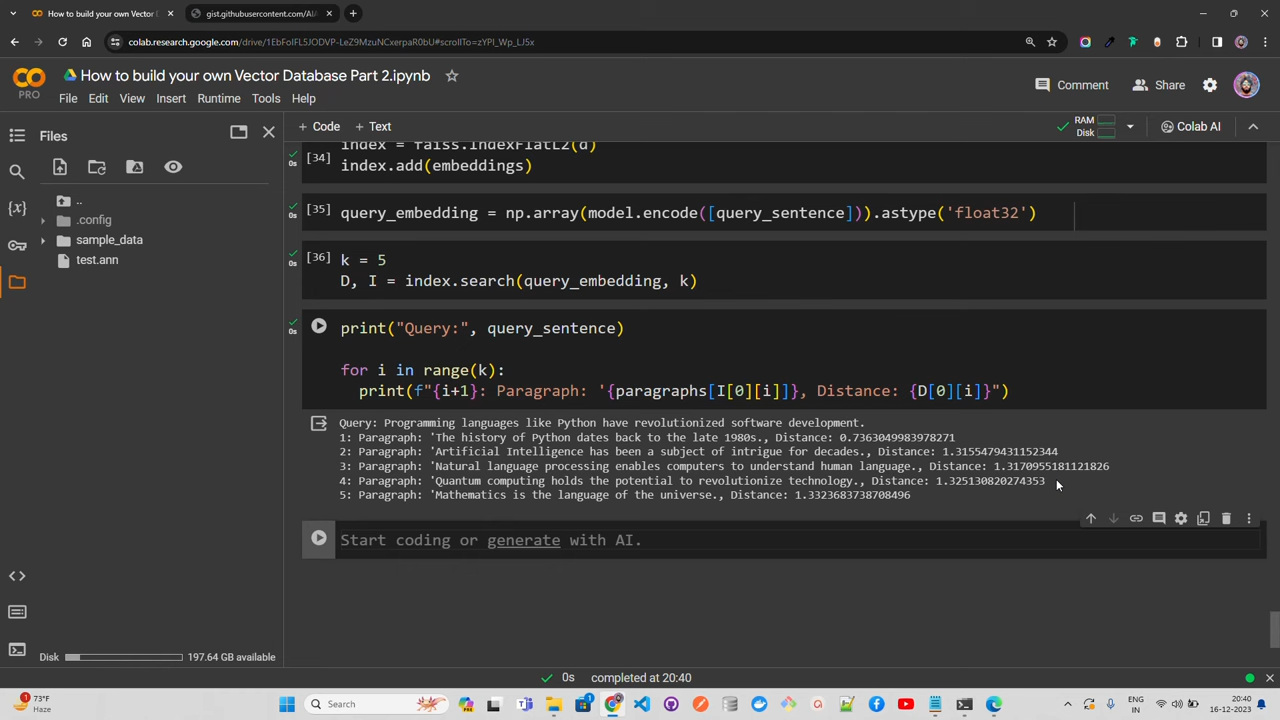 How to build your own Vector D
gist.githubusercontent.com/AIA
colab.research.google.com/drive/1EbFoIFL5JODVP-LeZ9MzuNCxerpaR0bU#scrollTo=zYPl_Wp_LJ5x
How to build your own Vector Database Part 2.ipynb
PRO
File Edit View Insert Runtime Tools Help
Comment
Share
Files
+ Code + Text
RAM
Disk
Colab AI
..
.config
sample_data
test.ann
[34]
0s
index = faiss.IndexFlatL2(d)
index.add(embeddings)
[35]
0s
query_embedding = np.array(model.encode([query_sentence])).astype('float32')
[36]
0s
k = 5
D, I = index.search(query_embedding, k)
0s
print("Query:", query_sentence)
for i in range(k):
print(f"{i+1}: Paragraph: '{paragraphs[I[0][i]]}, Distance: {D[0][i]}")
Query: Programming languages like Python have revolutionized software development.
1: Paragraph: 'The history of Python dates back to the late 1980s., Distance: 0.7363049983978271
2: Paragraph: 'Artificial Intelligence has been a subject of intrigue for decades., Distance: 1.3155479431152344
3: Paragraph: 'Natural language processing enables computers to understand human language., Distance: 1.3170955181121826
4: Paragraph: 'Quantum computing holds the potential to revolutionize technology., Distance: 1.325130820274353
5: Paragraph: 'Mathematics is the language of the universe., Distance: 1.3323683738708496
Start coding or generate with AI.
Disk
197.64 GB available
0s completed at 20:40
1
73°F
Haze
Search
1
ENG
IN
20:40
16-12-2023